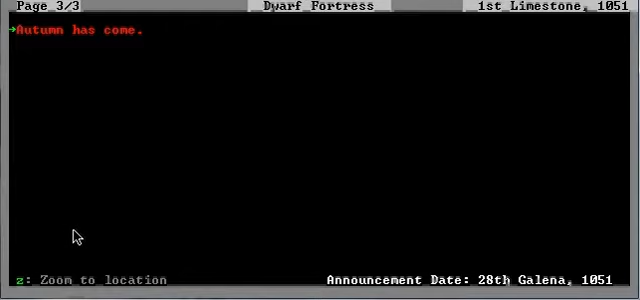 Page 3/3 Dwarf Fortress 1st Limestone, 1051
Autumn has come.
z: Zoom to location Announcement Date: 28th Galena, 1051